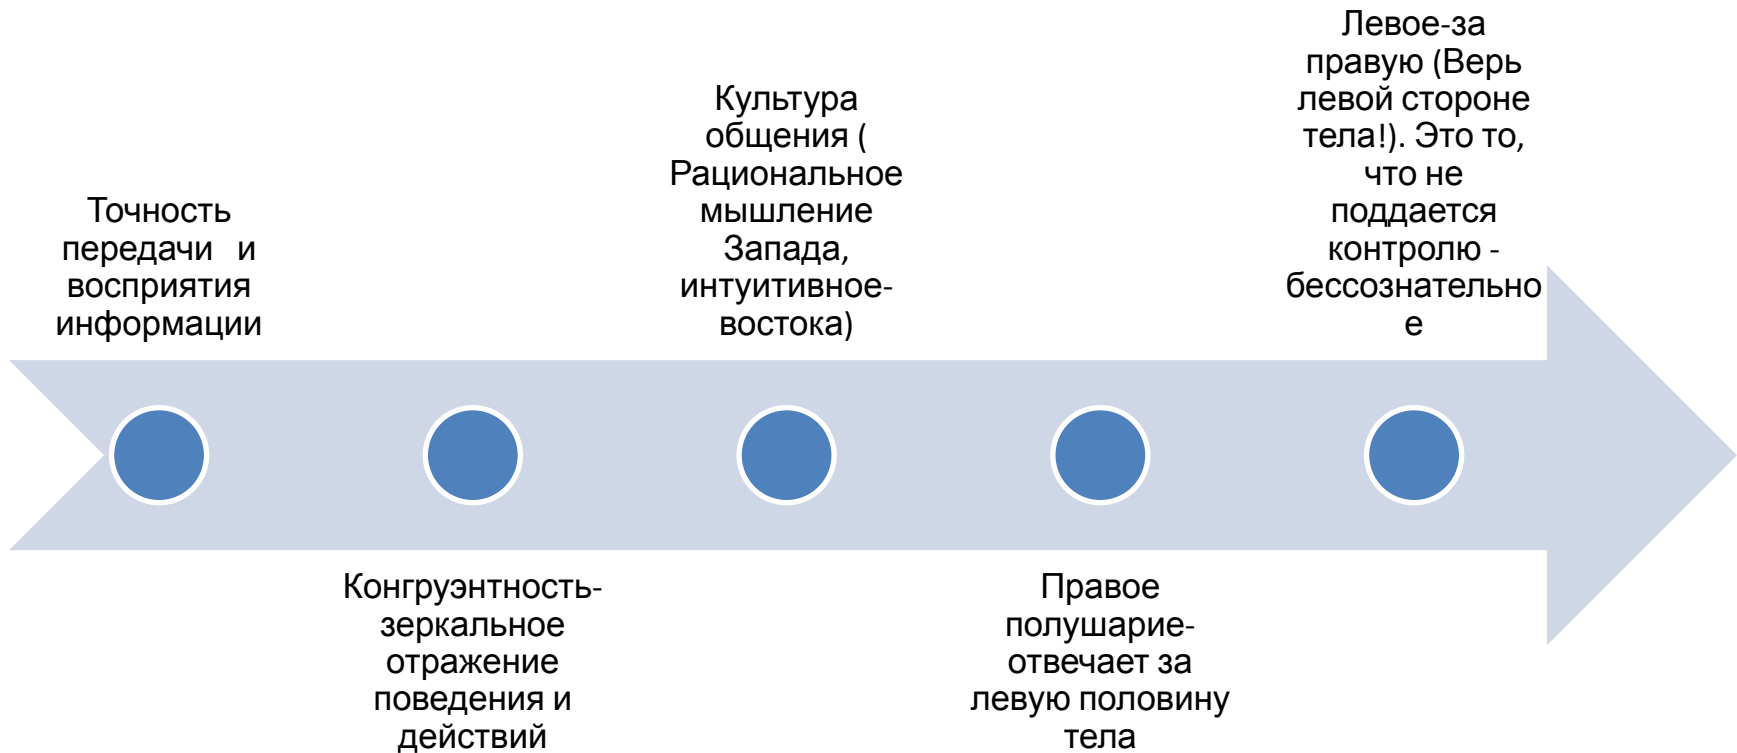 Точность
передачи и
восприятия
информации
Конгруэнтность-
зеркальное
отражение
поведения и
действий
Культура
общения (
Рациональное
мышление
Запада,
интуитивное-
востока)
Правое
полушарие-
отвечает за
левую половину
тела
Левое-за
правую (Верь
левой стороне
тела!). Это то,
что не
поддается
контролю -
бессознательно
е